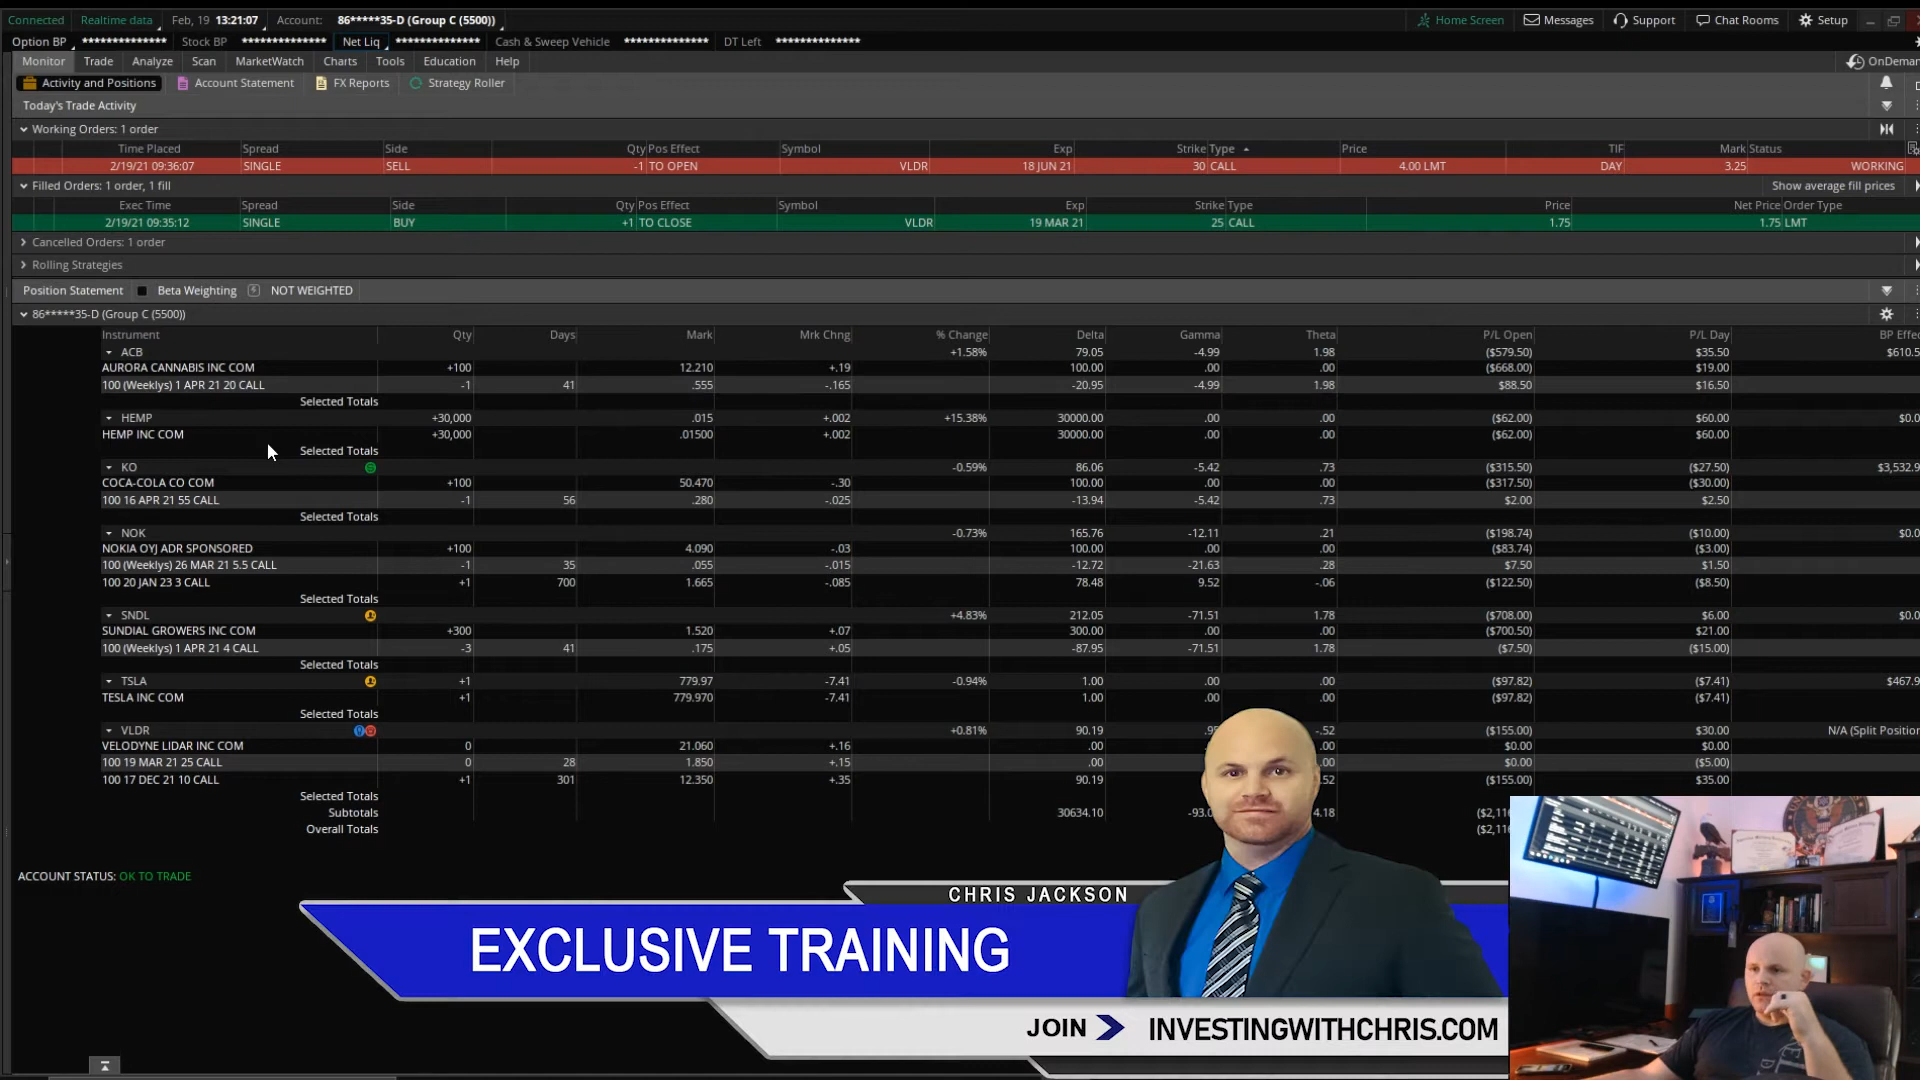 Connected Realtime data Feb, 19 13:21:07 Account: 86*****35-D (Group C (5500)) Home Screen Messages Support Chat Rooms Setup
Option BP ************** Stock BP ************** Net Liq ************** Cash & Sweep Vehicle ************** DT Left **************
Monitor Trade Analyze Scan MarketWatch Charts Tools Education Help OnDeman
Activity and Positions Account Statement FX Reports Strategy Roller
Today's Trade Activity
Working Orders: 1 order
Time Placed Spread Side Qty Pos Effect Symbol Exp Strike Type Price TIF Mark Status
2/19/21 09:36:07 SINGLE SELL -1 TO OPEN VLDR 18 JUN 21 30 CALL 4.00 LMT DAY 3.25 WORKING
Filled Orders: 1 order, 1 fill Show average fill prices
Exec Time Spread Side Qty Pos Effect Symbol Exp Strike Type Price Net Price Order Type
2/19/21 09:35:12 SINGLE BUY +1 TO CLOSE VLDR 19 MAR 21 25 CALL 1.75 1.75 LMT
Cancelled Orders: 1 order
Rolling Strategies
Position Statement Beta Weighting NOT WEIGHTED
86*****35-D (Group C (5500))
Instrument Qty Days Mark Mrk Chng % Change Delta Gamma Theta P/L Open P/L Day BP Effec
ACB +1.58% 79.05 -4.99 1.98 ($579.50) $35.50 $610.5
AURORA CANNABIS INC COM +100 12.210 +.19 100.00 .00 .00 ($668.00) $19.00
100 (Weeklys) 1 APR 21 20 CALL -1 41 .555 -.165 -20.95 -4.99 1.98 $88.50 $16.50
Selected Totals
HEMP +30,000 .015 +.002 +15.38% 30000.00 .00 .00 ($62.00) $60.00 $0.0
HEMP INC COM +30,000 .01500 +.002 30000.00 .00 .00 ($62.00) $60.00
Selected Totals
KO -0.59% 86.06 -5.42 .73 ($315.50) ($27.50) $3,532.9
COCA-COLA CO COM +100 50.470 -.30 100.00 .00 .00 ($317.50) ($30.00)
100 16 APR 21 55 CALL -1 56 .280 -.025 -13.94 -5.42 .73 $2.00 $2.50
Selected Totals
NOK -0.73% 165.76 -12.11 .21 ($198.74) ($10.00) $0.0
NOKIA OYJ ADR SPONSORED +100 4.090 -.03 100.00 .00 .00 ($83.74) ($3.00)
100 (Weeklys) 26 MAR 21 5.5 CALL -1 35 .055 -.015 -12.72 -21.63 .28 $7.50 $1.50
100 20 JAN 23 3 CALL +1 700 1.665 -.085 78.48 9.52 -.06 ($122.50) ($8.50)
Selected Totals
SNDL +4.83% 212.05 -71.51 1.78 ($708.00) $6.00 $0.0
SUNDIAL GROWERS INC COM +300 1.520 +.07 300.00 .00 .00 ($700.50) $21.00
100 (Weeklys) 1 APR 21 4 CALL -3 41 .175 +.05 -87.95 -71.51 1.78 ($7.50) ($15.00)
Selected Totals
TSLA +1 779.97 -7.41 -0.94% 1.00 .00 .00 ($97.82) ($7.41) $467.9
TESLA INC COM +1 779.970 -7.41 1.00 .00 .00 ($97.82) ($7.41)
Selected Totals
VLDR +0.81% 90.19 -.52 ($155.00) $30.00 N/A (Split Position
VELODYNE LIDAR INC COM 0 21.060 +.16 .00 .00 $0.00 $0.00
100 19 MAR 21 25 CALL 0 28 1.850 +.15 .00 .00 $0.00 ($5.00)
100 17 DEC 21 10 CALL +1 301 12.350 +.35 90.19 .52 ($155.00) $35.00
Selected Totals
Subtotals 30634.10 -93.0 4.18 ($2,11
Overall Totals ($2,11
ACCOUNT STATUS: OK TO TRADE
CHRIS JACKSON
EXCLUSIVE TRAINING
JOIN INVESTINGWITHCHRIS.COM